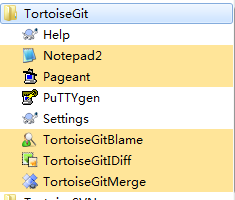 TortoiseGit
Help
Notepad2
Pageant
PuTTYgen
Settings
TortoiseGitBlame
TortoiseGitIDiff
TortoiseGitMerge